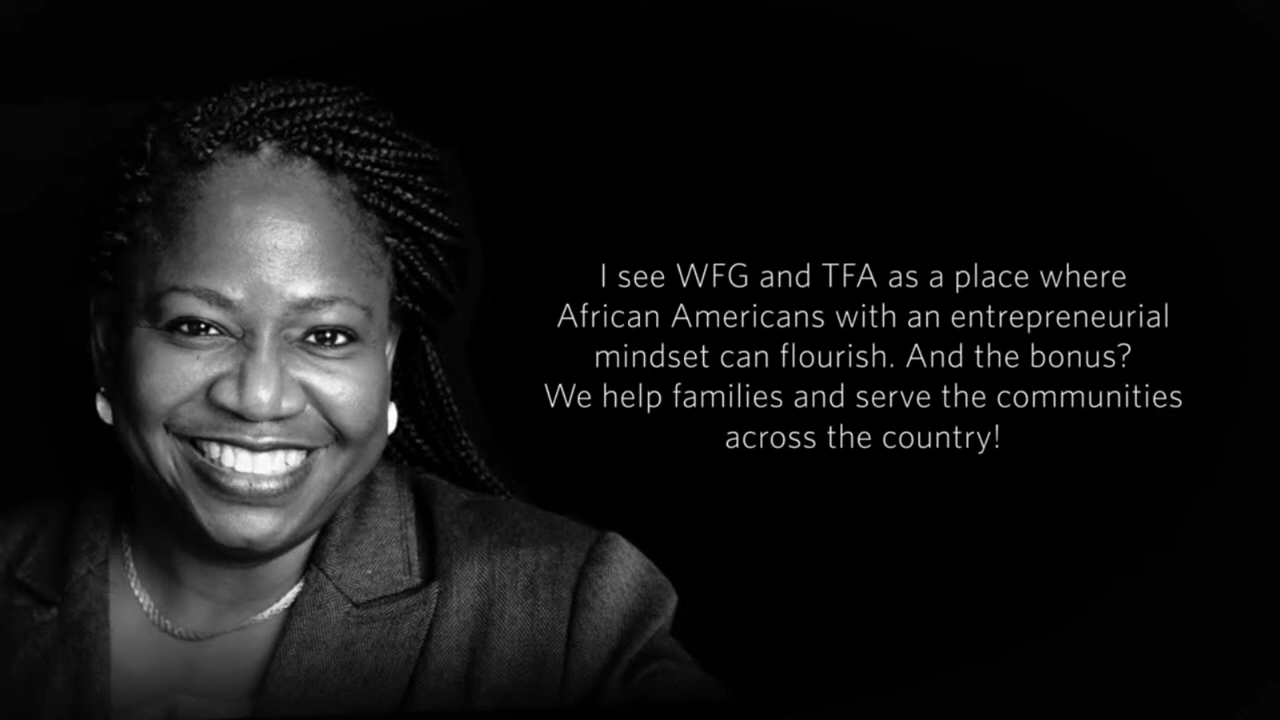 I see WFG and TFA as a place where
African Americans with an entrepreneurial
mindset can flourish. And the bonus?
We help families and serve the communities
across the country!